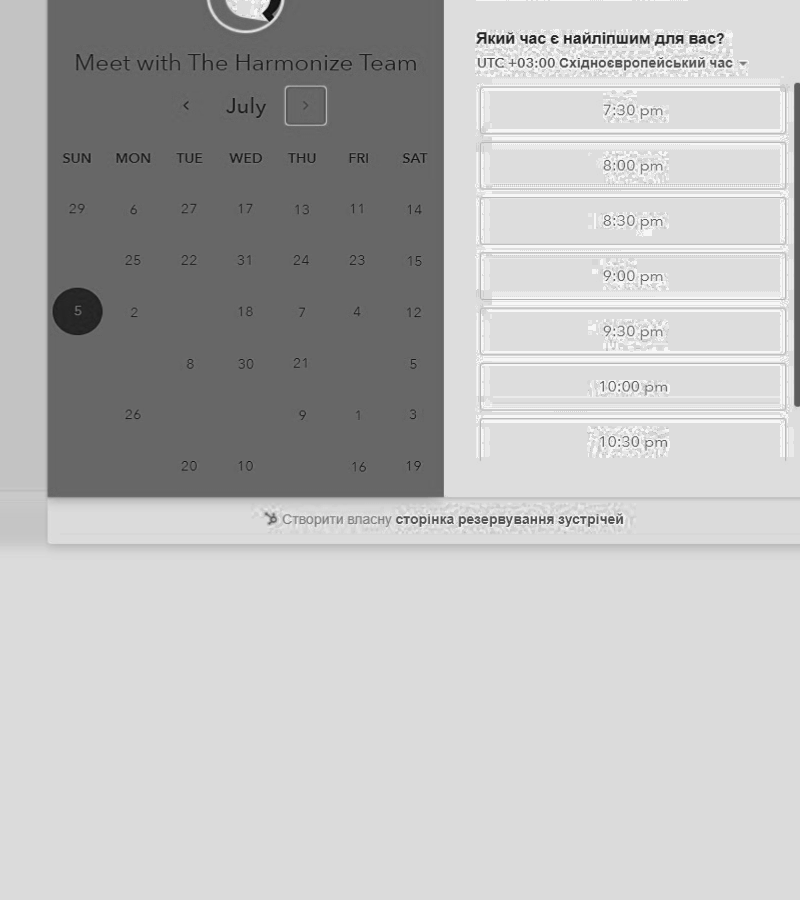 Meet with The Harmonize Team
July
SUN MON TUE WED THU FRI SAT
29 6 27 17 13 11 14
25 22 31 24 23 15
5 2 18 7 4 12
8 30 21 5
26 9 1 3
20 10 16 19
Який час є найліпшим для вас?
UTC +03:00 Східноєвропейський час
7:30 pm
8:00 pm
8:30 pm
9:00 pm
9:30 pm
10:00 pm
10:30 pm
Створити власну сторінка резервування зустрічей